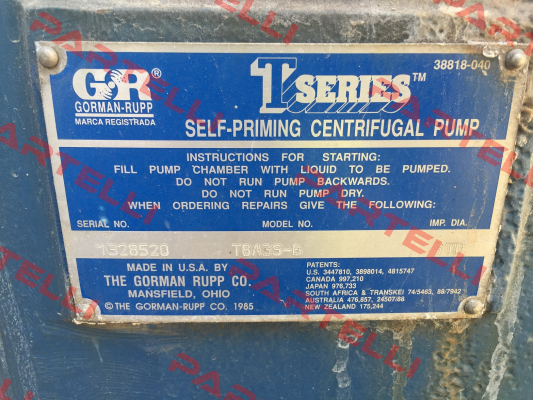 38818-040
GR®
GORMAN-RUPP
MARCA REGISTRADA
T SERIES™
SELF-PRIMING CENTRIFUGAL PUMP
INSTRUCTIONS FOR STARTING:
FILL PUMP CHAMBER WITH LIQUID TO BE PUMPED.
DO NOT RUN PUMP BACKWARDS.
DO NOT RUN PUMP DRY.
WHEN ORDERING REPAIRS GIVE THE FOLLOWING:
SERIAL NO. MODEL NO. IMP. DIA.
1328520 T8A3S-B
MADE IN U.S.A. BY
THE GORMAN RUPP CO.
MANSFIELD, OHIO
© THE GORMAN-RUPP CO. 1985
PATENTS:
U.S. 3447810, 3898014, 4815747
CANADA 997,210
JAPAN 976,733
SOUTH AFRICA & TRANSKEI 74/5463, 88/7942
AUSTRALIA 476,857, 24507/88
NEW ZEALAND 175,244
PARTELLI
PARTELLI
PARTELLI
PARTELLI